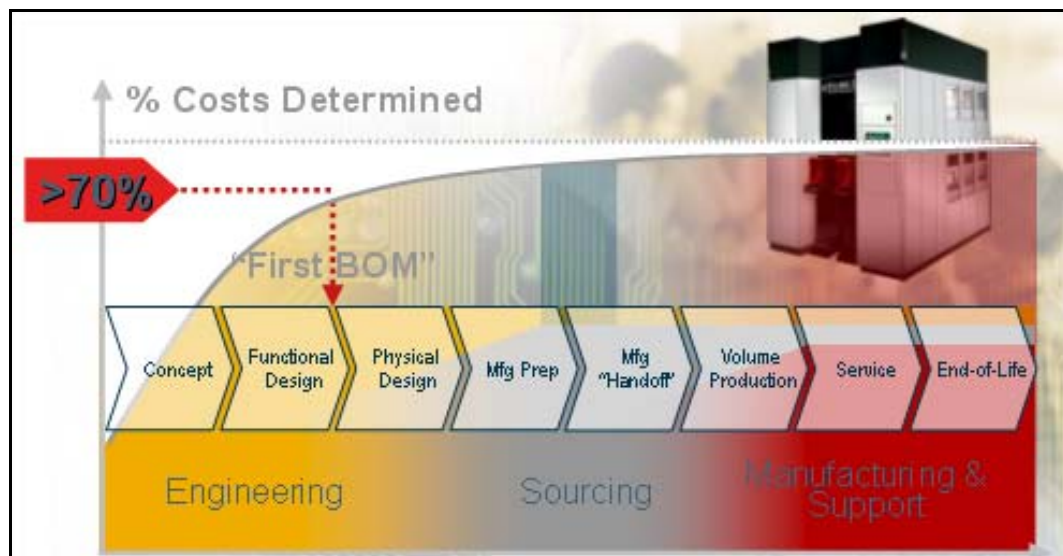 % Costs Determined
>70%
"First BOM"
Concept
Functional
Design
Physical
Design
Mfg Prep
Mfg
"Handoff"
Volume
Production
Service
End-of-Life
Engineering
Sourcing
Manufacturing &
Support